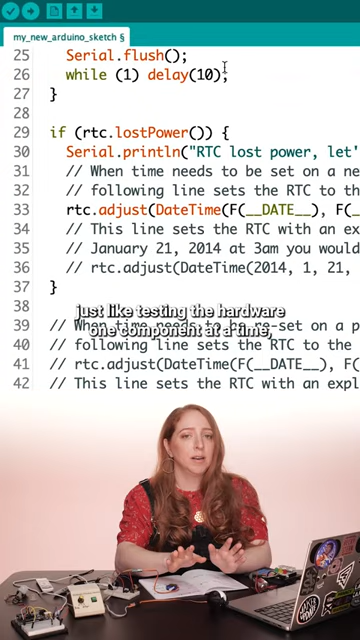 my_new_arduino_sketch §
25 Serial.flush();
26 while (1) delay(10);
27 }
28
29 if (rtc.lostPower()) {
30 Serial.println("RTC lost power, let'
31 // When time needs to be set on a ne
32 // following line sets the RTC to th
33 rtc.adjust(DateTime(F(__DATE__), F(_
34 // This line sets the RTC with an exp
35 // January 21, 2014 at 3am you would
36 // rtc.adjust(DateTime(2014, 1, 21,
37 }
38
just like testing the hardware
39 // When time needs to be re-set on a p
one component at a time,
40 // following line sets the RTC to the
41 // rtc.adjust(DateTime(F(__DATE__), F(
42 // This line sets the RTC with an expl